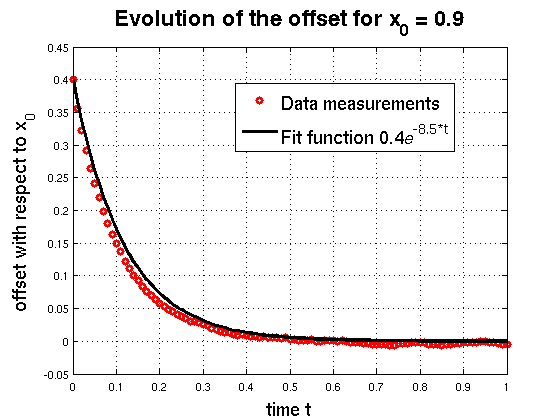 Evolution of the offset for x0 = 0.9
0.45
0.4
0.35
0.3
0.25
0.2
0.15
0.1
0.05
0
-0.05
offset with respect to x0
Data measurements
Fit function 0.4e-8.5*t
0 0.1 0.2 0.3 0.4 0.5 0.6 0.7 0.8 0.9 1
time t